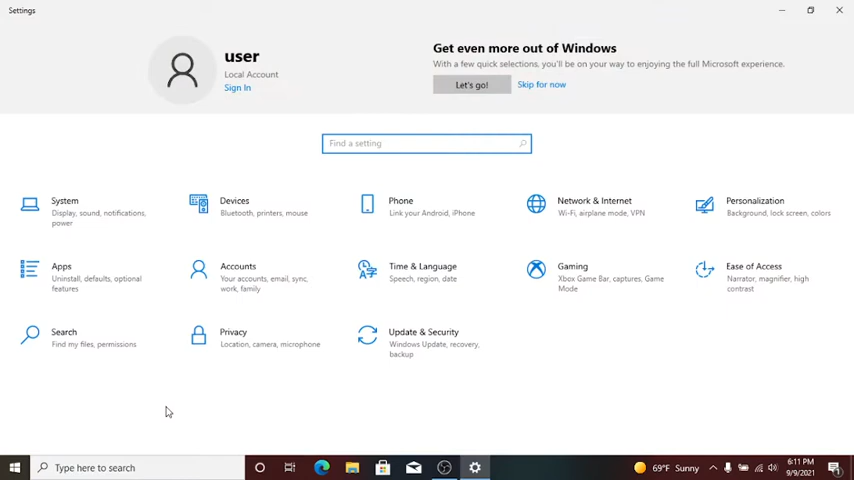 Settings
user
Local Account
Sign In
Get even more out of Windows
With a few quick selections, you'll be on your way to enjoying the full Microsoft experience.
Let's go!
Skip for now
Find a setting
System
Display, sound, notifications,
power
Devices
Bluetooth, printers, mouse
Phone
Link your Android, iPhone
Network & Internet
Wi-Fi, airplane mode, VPN
Personalization
Background, lock screen, colors
Apps
Uninstall, defaults, optional
features
Accounts
Your accounts, email, sync,
work, family
Time & Language
Speech, region, date
Gaming
Xbox Game Bar, captures, Game
Mode
Ease of Access
Narrator, magnifier, high
contrast
Search
Find my files, permissions
Privacy
Location, camera, microphone
Update & Security
Windows Update, recovery,
backup
Type here to search
69°F Sunny
6:11 PM
9/9/2021
1